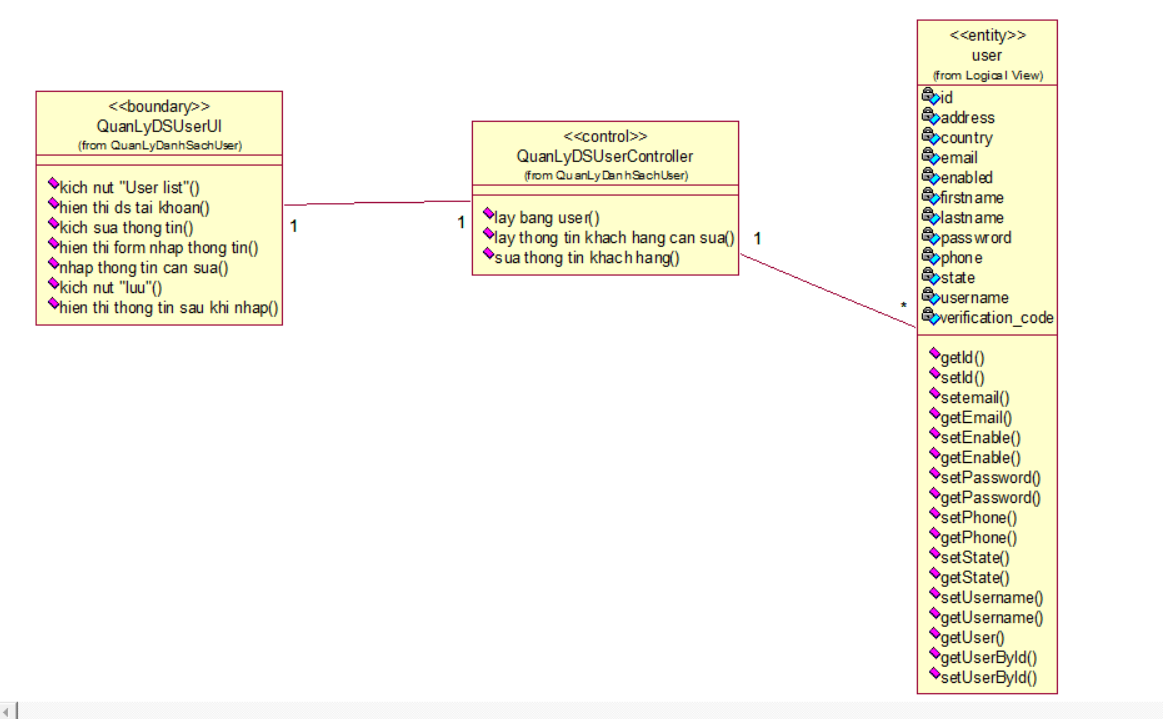 <<boundary>>
QuanLyDSUserUI
(from QuanLyDanhSachUser)
kich nut "User list"()
hien thi ds tai khoan()
kich sua thong tin()
hien thi form nhap thong tin()
nhap thong tin can sua()
kich nut "luu"()
hien thi thong tin sau khi nhap()
1
1
<<control>>
QuanLyDSUserController
(from QuanLyDanhSachUser)
lay bang user()
lay thong tin khach hang can sua()
sua thong tin khach hang()
1
*
<<entity>>
user
(from Logical View)
id
address
country
email
enabled
firstname
lastname
passwrord
phone
state
username
verification_code
getId()
setId()
setemail()
getEmail()
setEnable()
getEnable()
setPassword()
getPassword()
setPhone()
getPhone()
setState()
getState()
setUsername()
getUsername()
getUser()
getUserById()
setUserById()